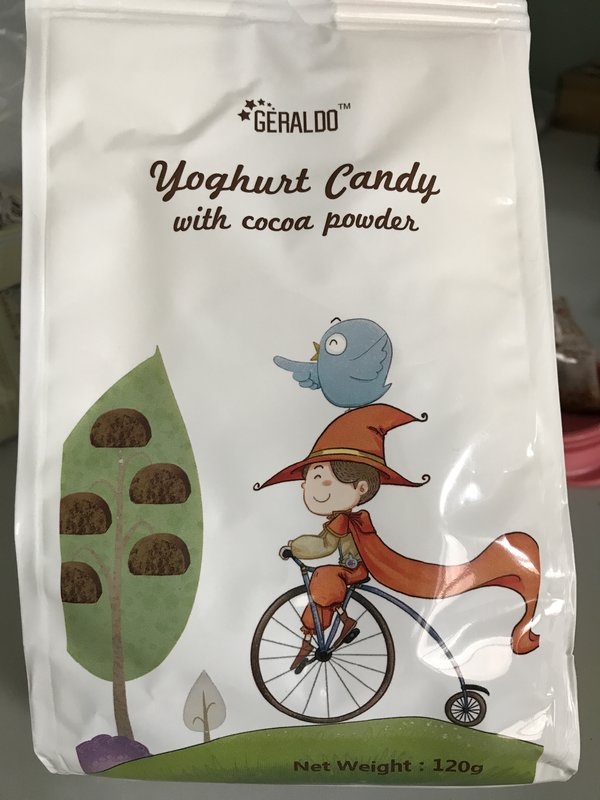 GERALDO™
Yoghurt Candy
with cocoa powder
Net Weight : 120g